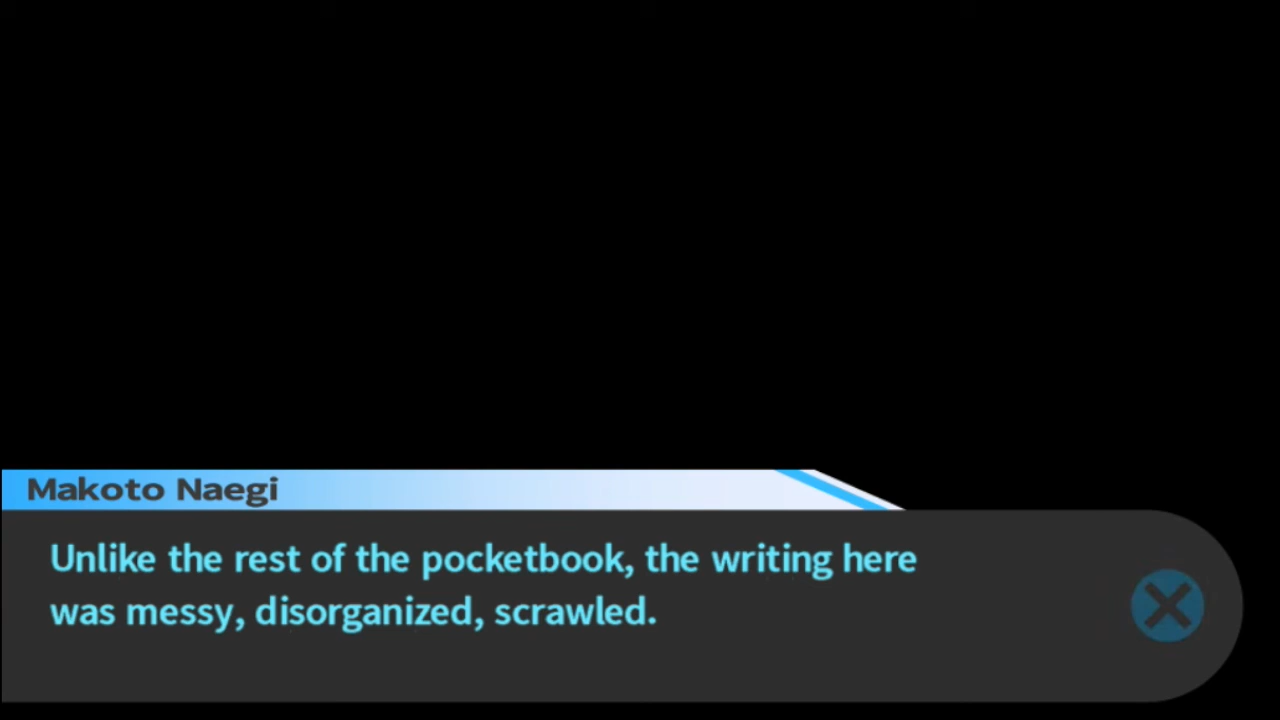 Makoto Naegi
Unlike the rest of the pocketbook, the writing here
was messy, disorganized, scrawled.